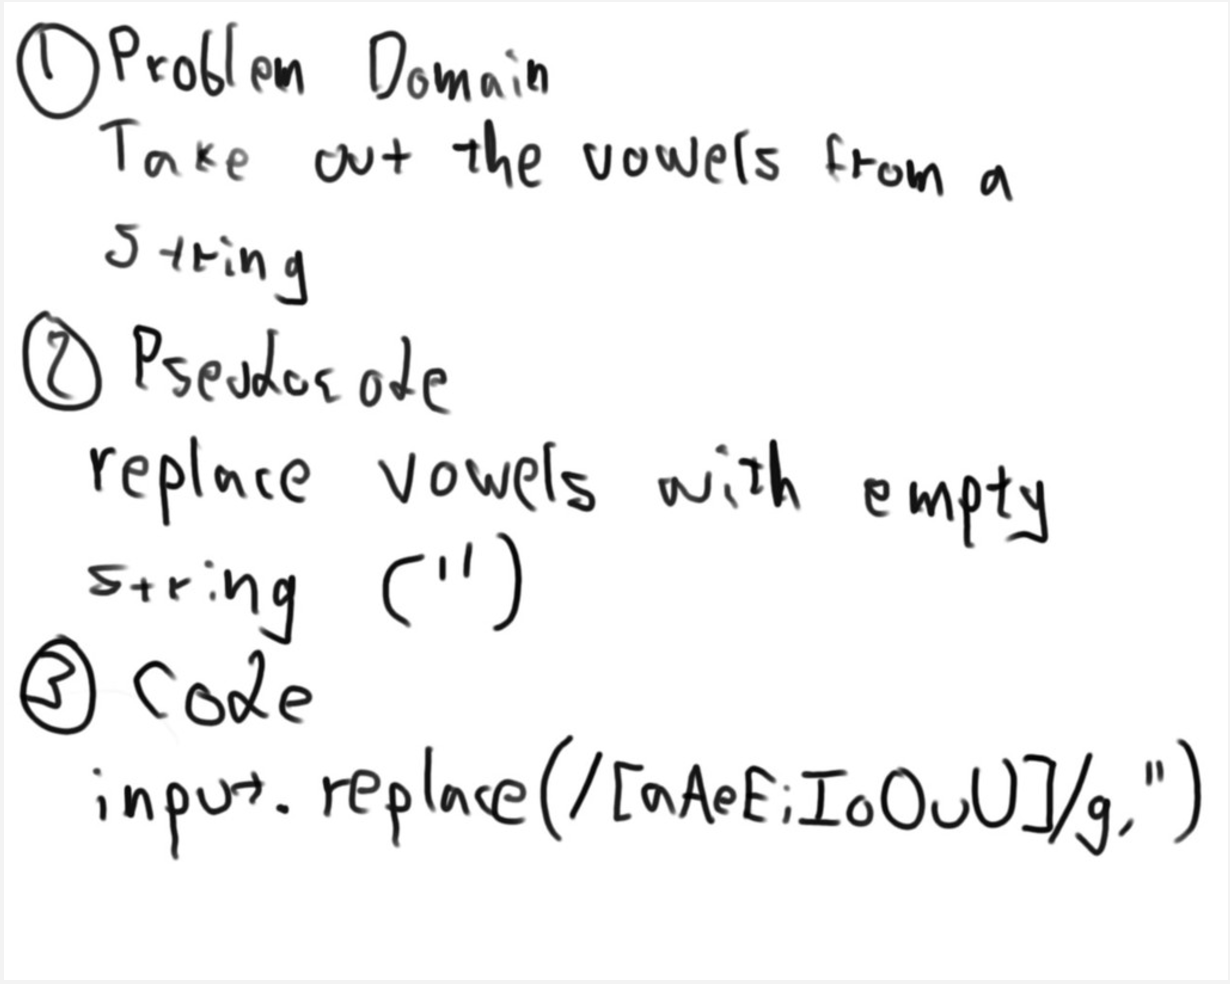 ① Problem Domain
Take out the vowels from a
string
② Pseudocode
replace vowels with empty
string ('')
③ Code
input.replace(/[aAeEiIoOuU]/g,'')